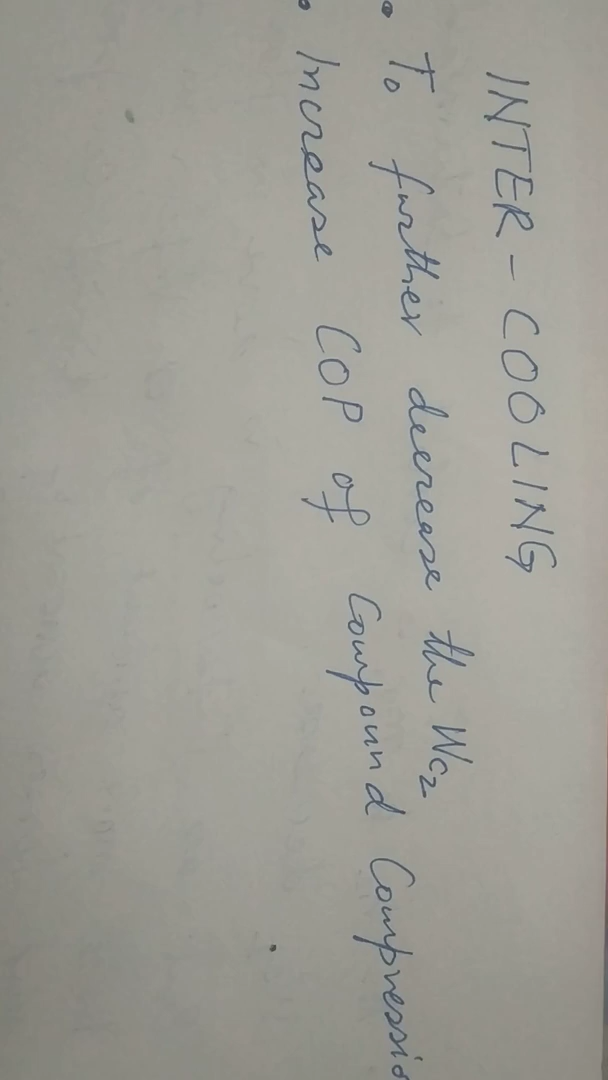 INTER-COOLING
• To further decrease the Wc2
• Increase COP of Compound Compressio